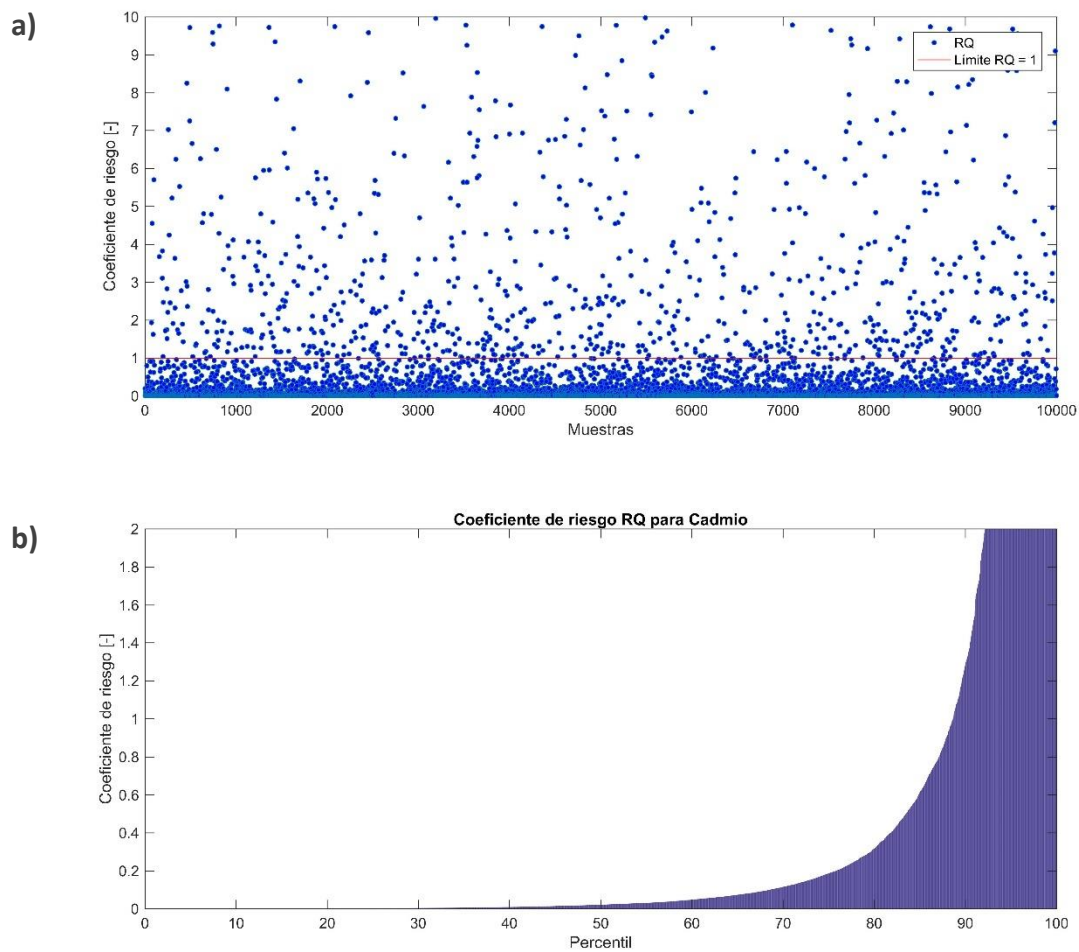 a)
Coeficiente de riesgo [-]
10
9
8
7
6
5
4
3
2
1
0
RQ
Limite RQ = 1
0 1000 2000 3000 4000 5000 6000 7000 8000 9000 10000
Muestras
b)
Coeficiente de riesgo RQ para Cadmio
Coeficiente de riesgo [-]
2
1.8
1.6
1.4
1.2
1
0.8
0.6
0.4
0.2
0
0 10 20 30 40 50 60 70 80 90 100
Percentil